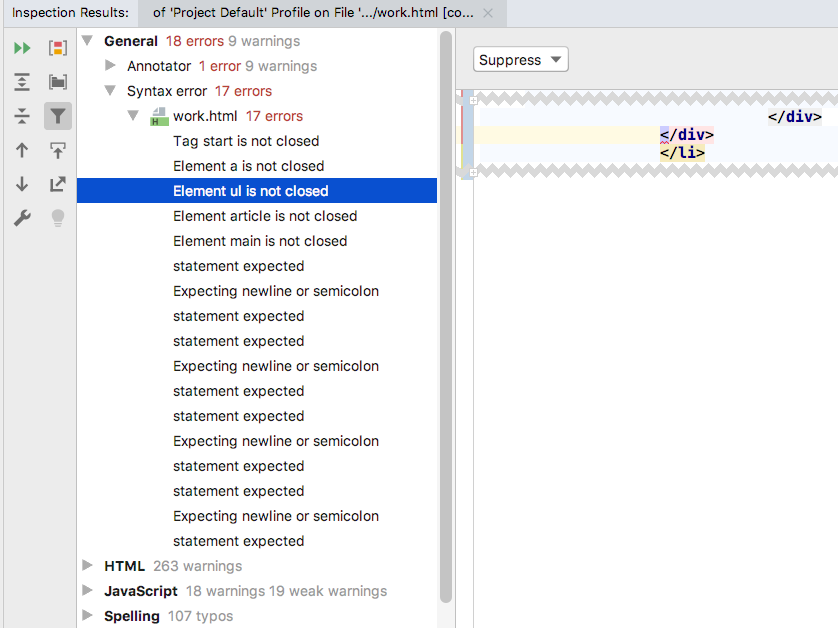 Inspection Results: of 'Project Default' Profile on File '.../work.html [co...
General 18 errors 9 warnings
Annotator 1 error 9 warnings
Syntax error 17 errors
H work.html 17 errors
Tag start is not closed
Element a is not closed
Element ul is not closed
Element article is not closed
Element main is not closed
statement expected
Expecting newline or semicolon
statement expected
statement expected
Expecting newline or semicolon
statement expected
statement expected
Expecting newline or semicolon
statement expected
statement expected
Expecting newline or semicolon
statement expected
HTML 263 warnings
JavaScript 18 warnings 19 weak warnings
Spelling 107 typos
Suppress
</div>
</div>
</li>